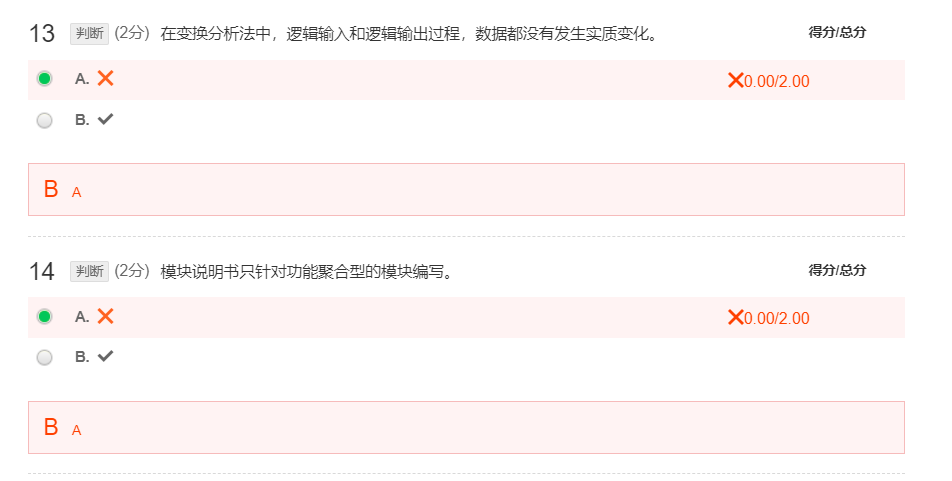 13 判断 (2分) 在变换分析法中，逻辑输入和逻辑输出过程，数据都没有发生实质变化。 得分/总分
A. ✕ ✕0.00/2.00
B. ✓
B A
14 判断 (2分) 模块说明书只针对功能聚合型的模块编写。 得分/总分
A. ✕ ✕0.00/2.00
B. ✓
B A